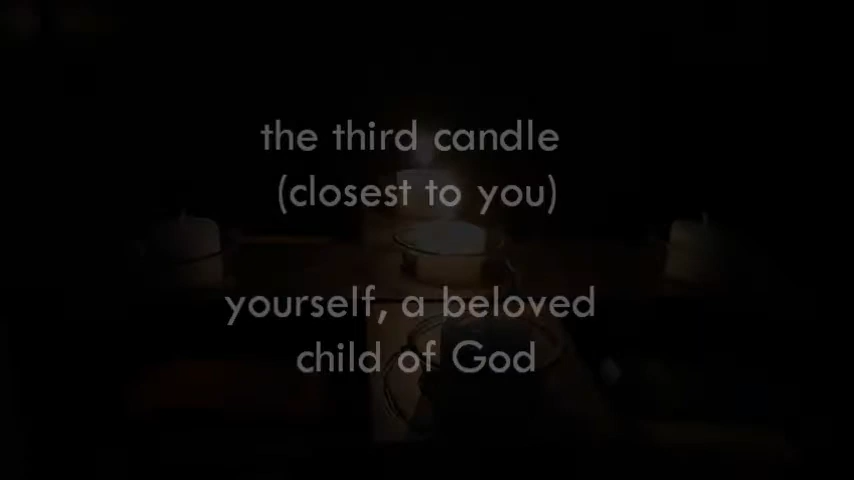 the third candle
(closest to you)
yourself, a beloved
child of God